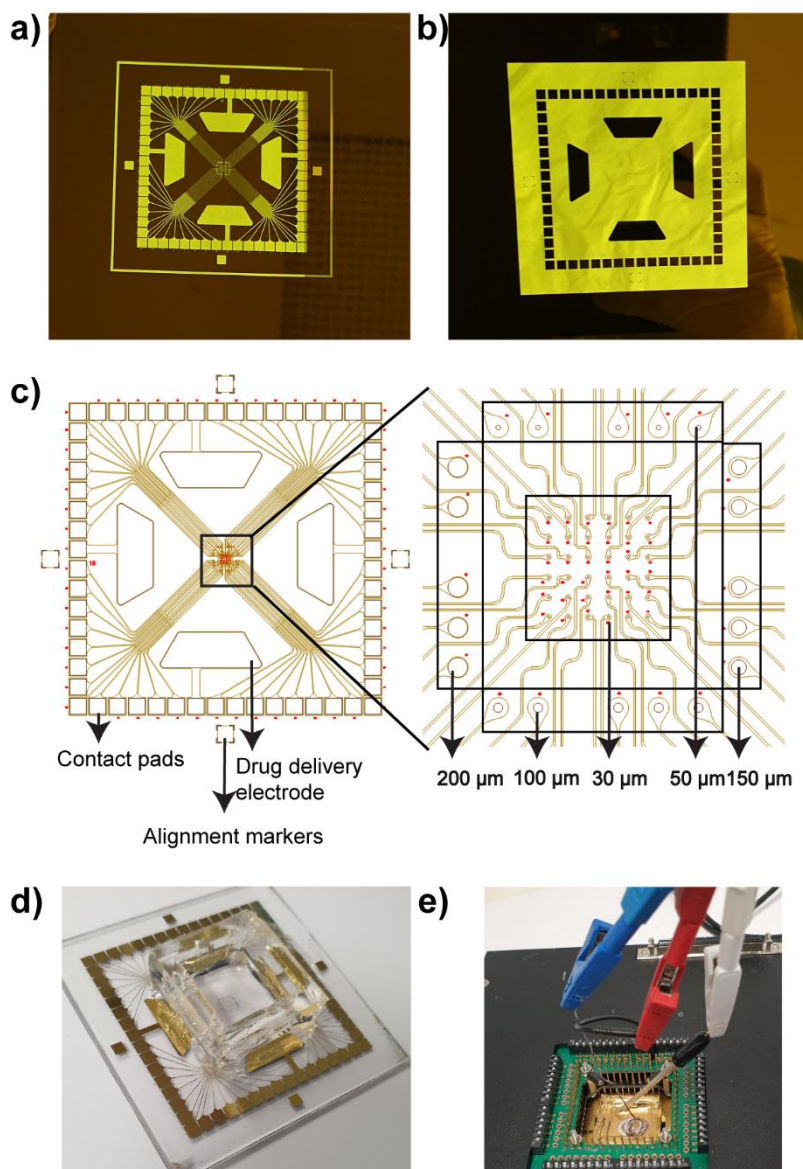 a)
b)
c)
Contact pads
Drug delivery
electrode
Alignment markers
200 µm
100 µm
30 µm
50 µm
150 µm
d)
e)